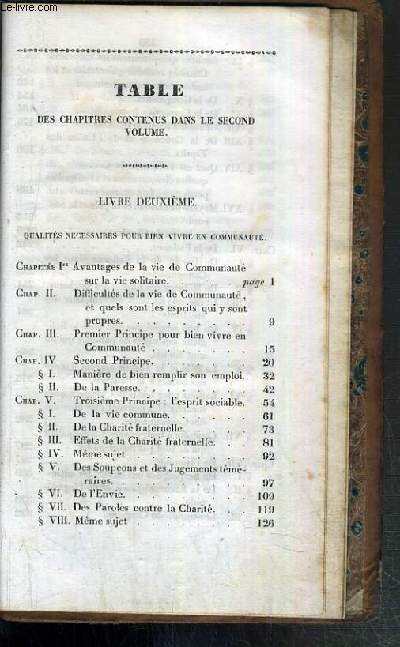 Le-livre.com
TABLE
DES CHAPITRES CONTENUS DANS LE SECOND
VOLUME.
LIVRE DEUXIÈME.
QUALITÉS NÉCESSAIRES POUR BIEN VIVRE EN COMMUNAUTÉ.
CHAPITRE Ier Avantages de la vie de Communauté
sur la vie solitaire. page 1
CHAP. II. Difficultés de la vie de Communauté,
et quels sont les esprits qui y sont
propres. 9
CHAP. III. Premier Principe pour bien vivre en
Communauté 15
CHAP. IV Second Principe. 20
§ I. Manière de bien remplir son emploi. 32
§ II. De la Paresse. 42
CHAP. V. Troisième Principe : l'esprit sociable. 54
§ I. De la vie commune. 61
§ II. De la Charité fraternelle. 73
§ III. Effets de la Charité fraternelle. 81
§ IV. Même sujet 92
§ V. Des Soupçons et des Jugements témé-
raires. 97
§ VI. De l'Envie. 109
§ VII. Des Paroles contre la Charité. 119
§ VIII. Même sujet 126